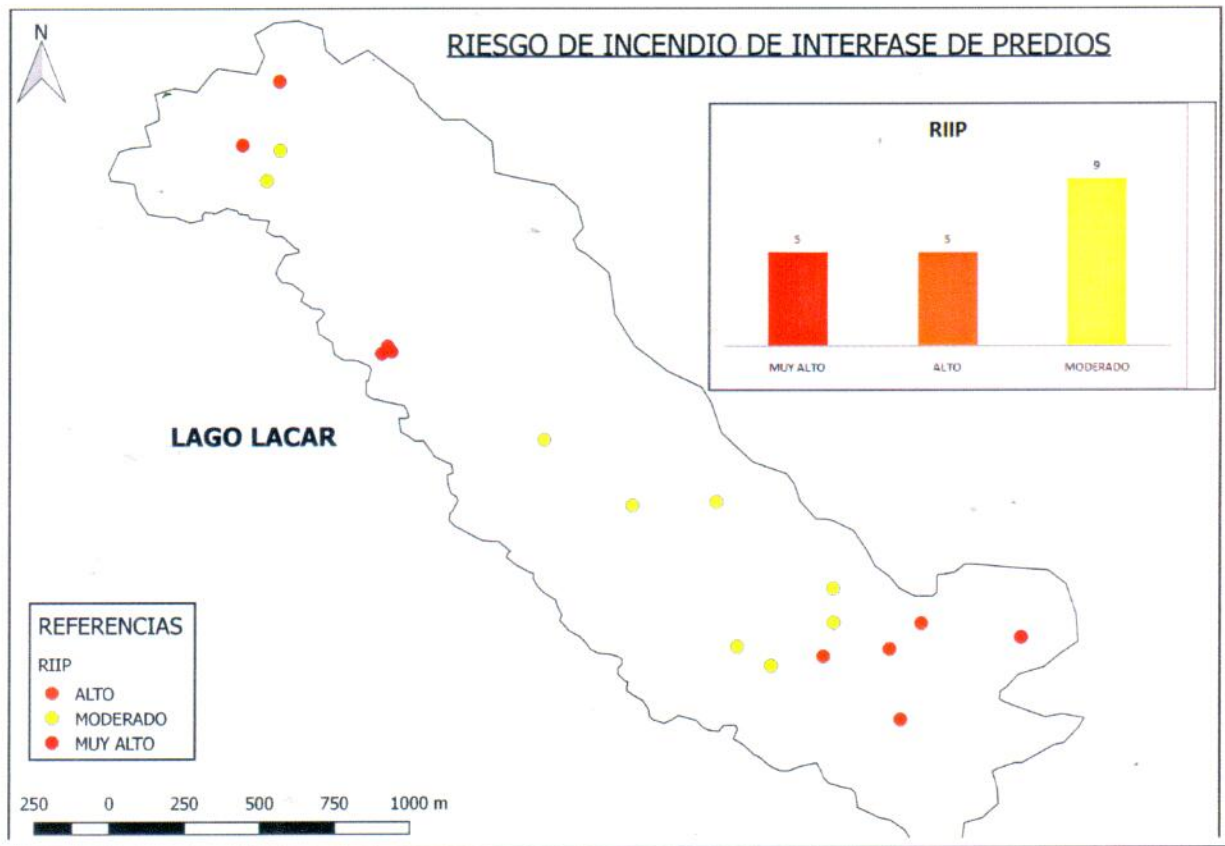 N
RIESGO DE INCENDIO DE INTERFASE DE PREDIOS
RIIP
9
5 5
MUY ALTO ALTO MODERADO
LAGO LACAR
REFERENCIAS
RIIP
ALTO
MODERADO
MUY ALTO
250 0 250 500 750 1000 m